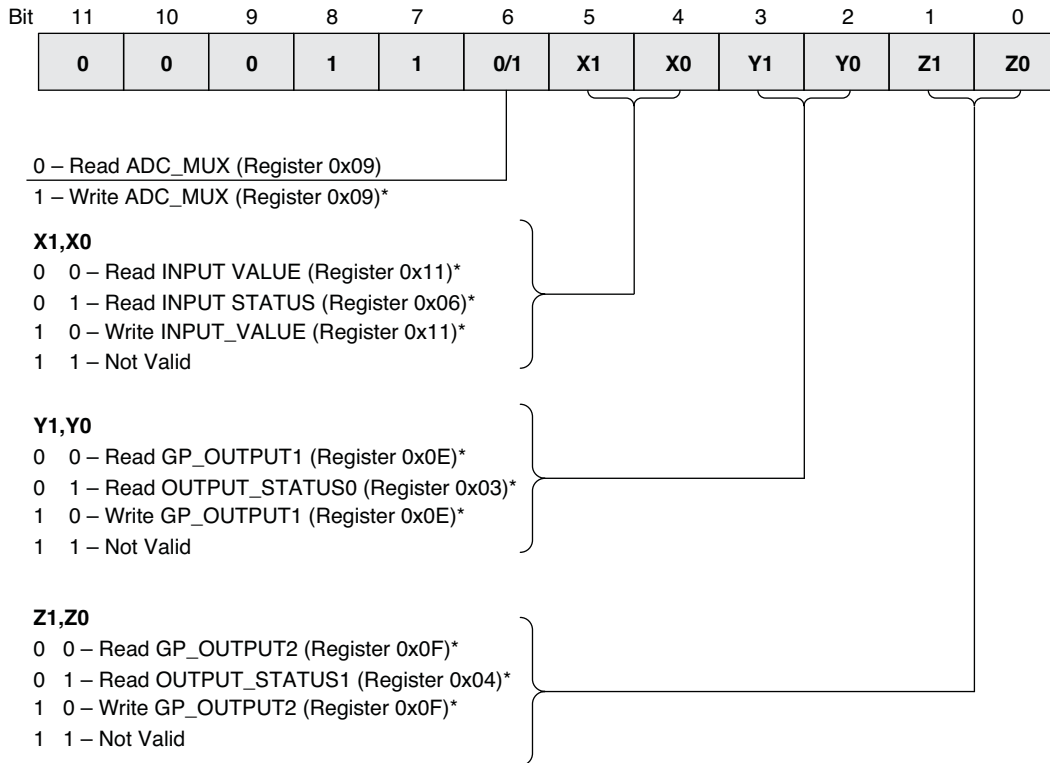 Bit 11 10 9 8 7 6 5 4 3 2 1 0
0 0 0 1 1 0/1 X1 X0 Y1 Y0 Z1 Z0
0 – Read ADC_MUX (Register 0x09)
1 – Write ADC_MUX (Register 0x09)*
X1,X0
0 0 – Read INPUT VALUE (Register 0x11)*
0 1 – Read INPUT STATUS (Register 0x06)*
1 0 – Write INPUT_VALUE (Register 0x11)*
1 1 – Not Valid
Y1,Y0
0 0 – Read GP_OUTPUT1 (Register 0x0E)*
0 1 – Read OUTPUT_STATUS0 (Register 0x03)*
1 0 – Write GP_OUTPUT1 (Register 0x0E)*
1 1 – Not Valid
Z1,Z0
0 0 – Read GP_OUTPUT2 (Register 0x0F)*
0 1 – Read OUTPUT_STATUS1 (Register 0x04)*
1 0 – Write GP_OUTPUT2 (Register 0x0F)*
1 1 – Not Valid